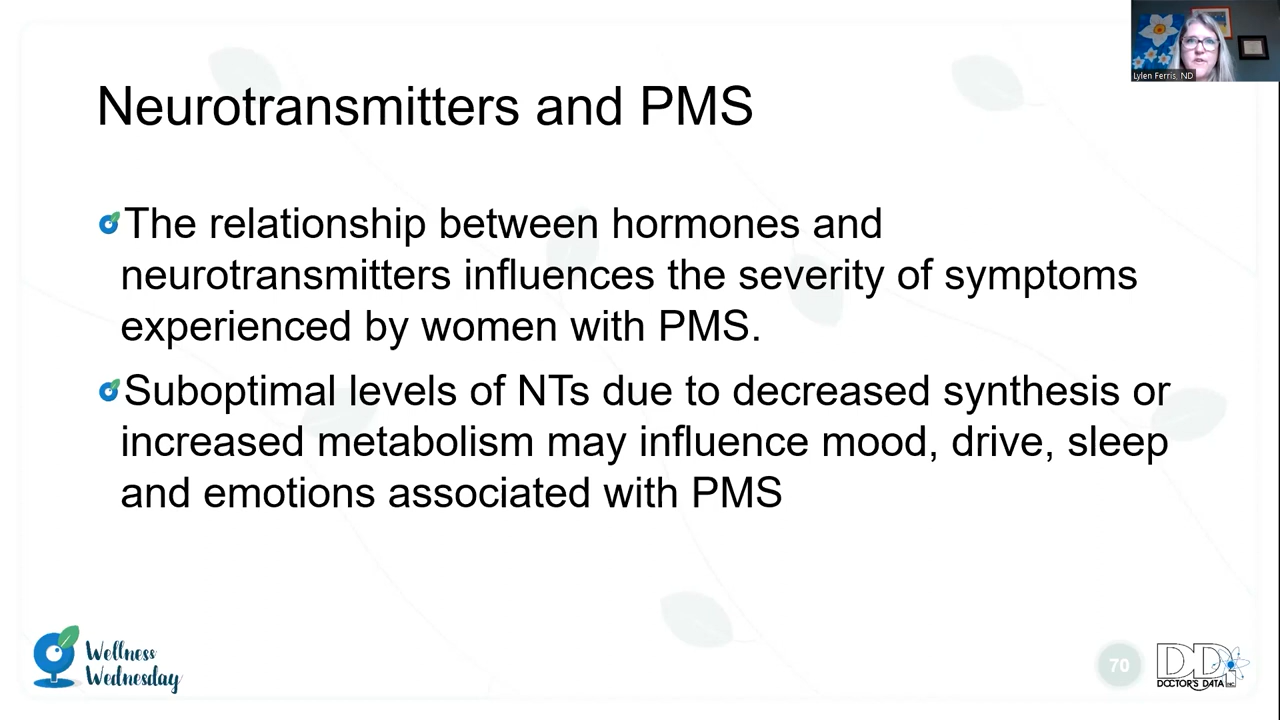 Lylen Ferris, ND
Neurotransmitters and PMS
The relationship between hormones and
neurotransmitters influences the severity of symptoms
experienced by women with PMS.
Suboptimal levels of NTs due to decreased synthesis or
increased metabolism may influence mood, drive, sleep
and emotions associated with PMS
Wellness
Wednesday
70
DDI
DOCTOR'S DATA INC.